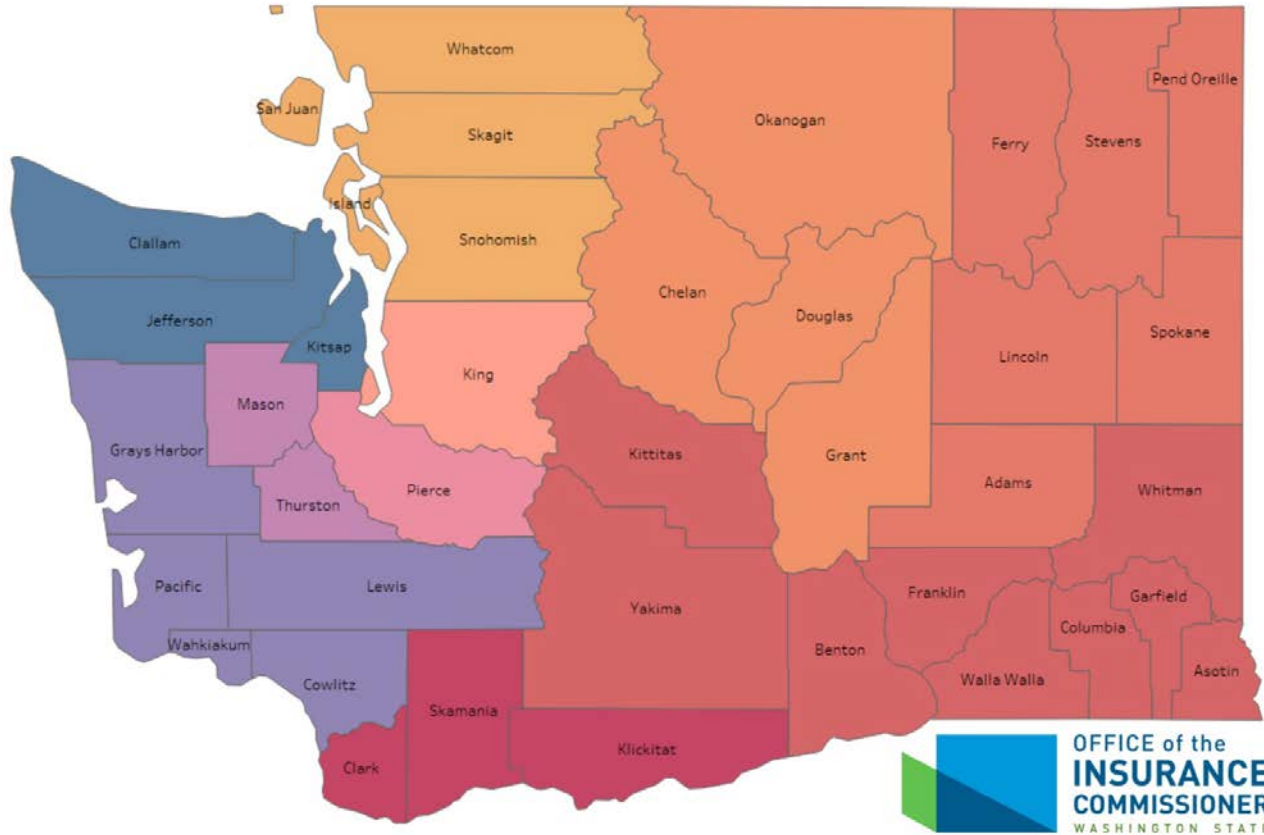 Whatcom
Pend Oreille
San Juan
Okanogan
Skagit
Ferry
Stevens
Island
Clallam
Snohomish
Chelan
Douglas
Jefferson
Spokane
Kitsap
Lincoln
King
Mason
Grays Harbor
Kittitas
Grant
Adams
Pierce
Whitman
Thurston
Pacific
Lewis
Yakima
Franklin
Garfield
Columbia
Wahkiakum
Benton
Asotin
Walla Walla
Cowlitz
Skamania
Klickitat
Clark
OFFICE of the
INSURANCE
COMMISSIONER
WASHINGTON STATE